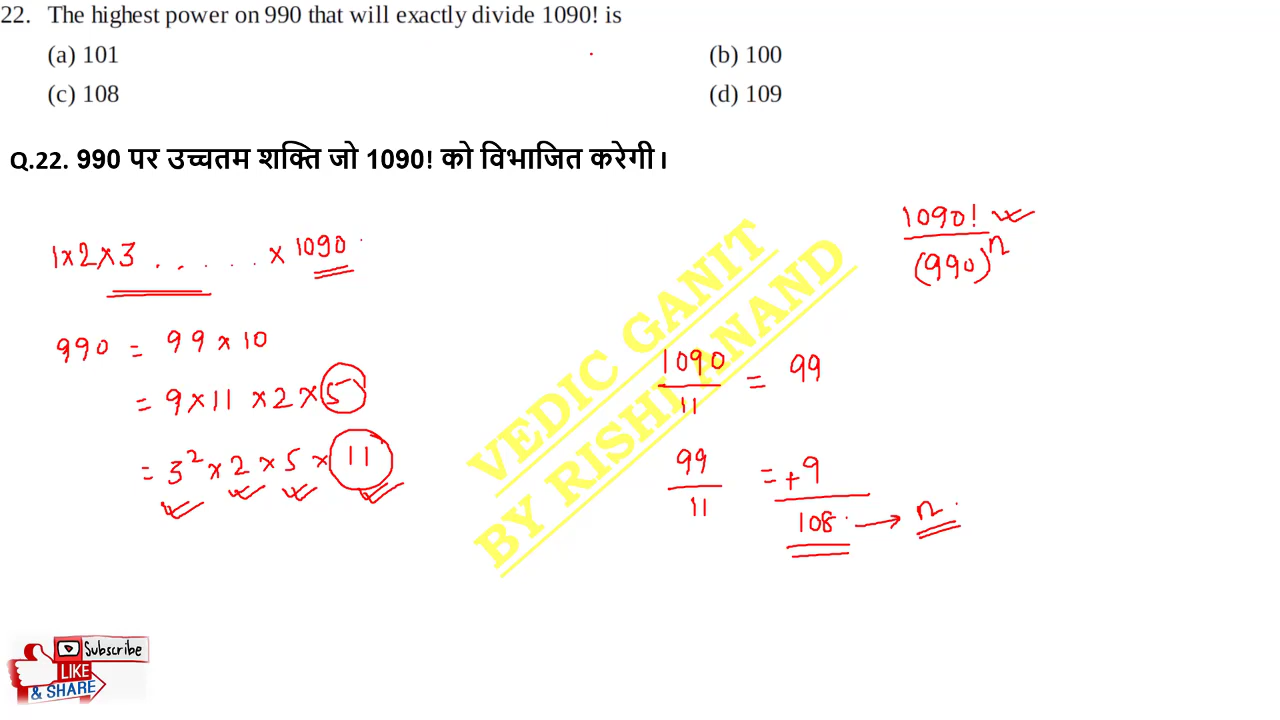 22. The highest power on 990 that will exactly divide 1090! is
(a) 101
(b) 100
(c) 108
(d) 109
Q.22. 990 पर उच्चतम शक्ति जो 1090! को विभाजित करेगी।
1×2×3 . . . . . . × 1090
990 = 99 × 10
= 9 × 11 × 2 × 5
= 3² × 2 × 5 × 11
1090!
(990)ⁿ
1090
11
= 99
99
11
= +9
108 → n
VEDIC GANIT
BY RISHI ANAND
Subscribe
LIKE
& SHARE